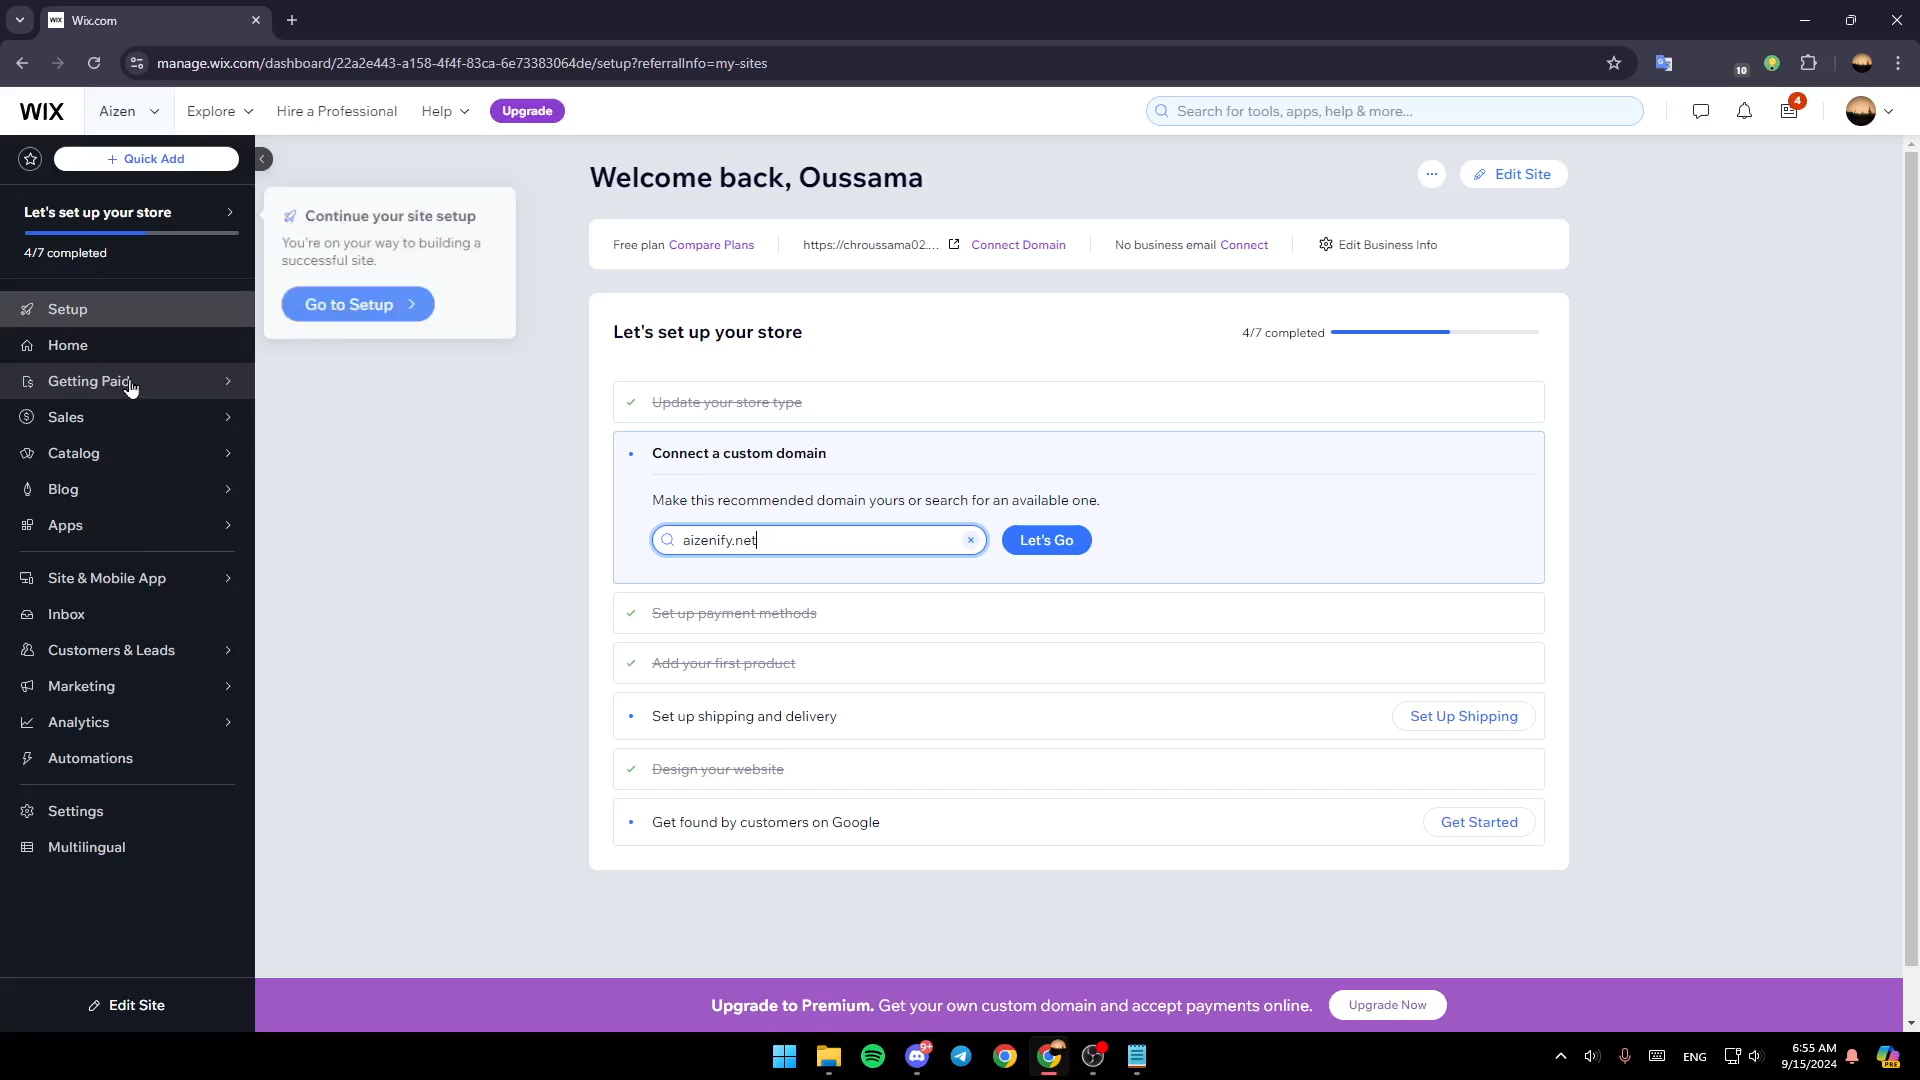 Wix.com
manage.wix.com/dashboard/22a2e443-a158-4f4f-83ca-6e73383064de/setup?referralInfo=my-sites
10
WIX
Aizen
Explore
Hire a Professional
Help
Upgrade
Search for tools, apps, help & more...
4
+ Quick Add
Let's set up your store
4/7 completed
Setup
Home
Getting Paid
Sales
Catalog
Blog
Apps
Site & Mobile App
Inbox
Customers & Leads
Marketing
Analytics
Automations
Settings
Multilingual
Edit Site
Continue your site setup
You're on your way to building a
successful site.
Go to Setup
Welcome back, Oussama
Edit Site
Free plan Compare Plans
https://chroussama02....
Connect Domain
No business email Connect
Edit Business Info
Let's set up your store
4/7 completed
Update your store type
Connect a custom domain
Make this recommended domain yours or search for an available one.
aizenify.net
Let's Go
Set up payment methods
Add your first product
Set up shipping and delivery
Set Up Shipping
Design your website
Get found by customers on Google
Get Started
Upgrade to Premium. Get your own custom domain and accept payments online.
Upgrade Now
9+
ENG
6:55 AM
9/15/2024
PRE